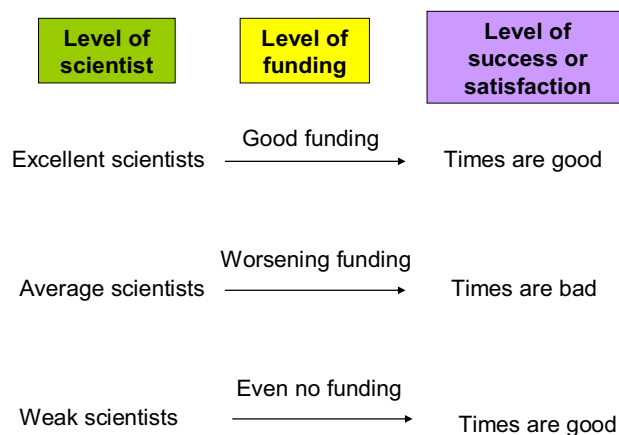 Level of
scientist
Level of
funding
Level of
success or
satisfaction
Good funding
Excellent scientists
Times are good
Worsening funding
Average scientists
Times are bad
Even no funding
Weak scientists
Times are good